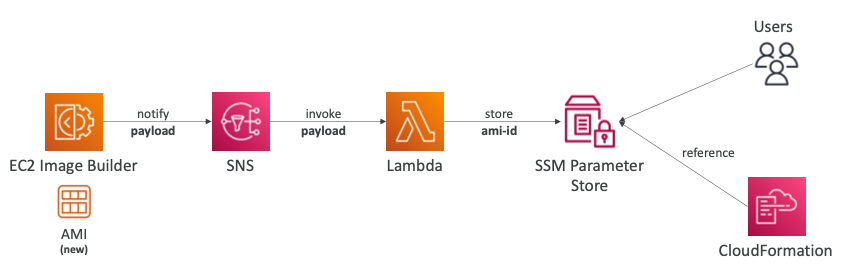 Users
notify
payload
invoke
payload
store
ami-id
EC2 Image Builder
SNS
Lambda
SSM Parameter
Store
reference
AMI
(new)
CloudFormation